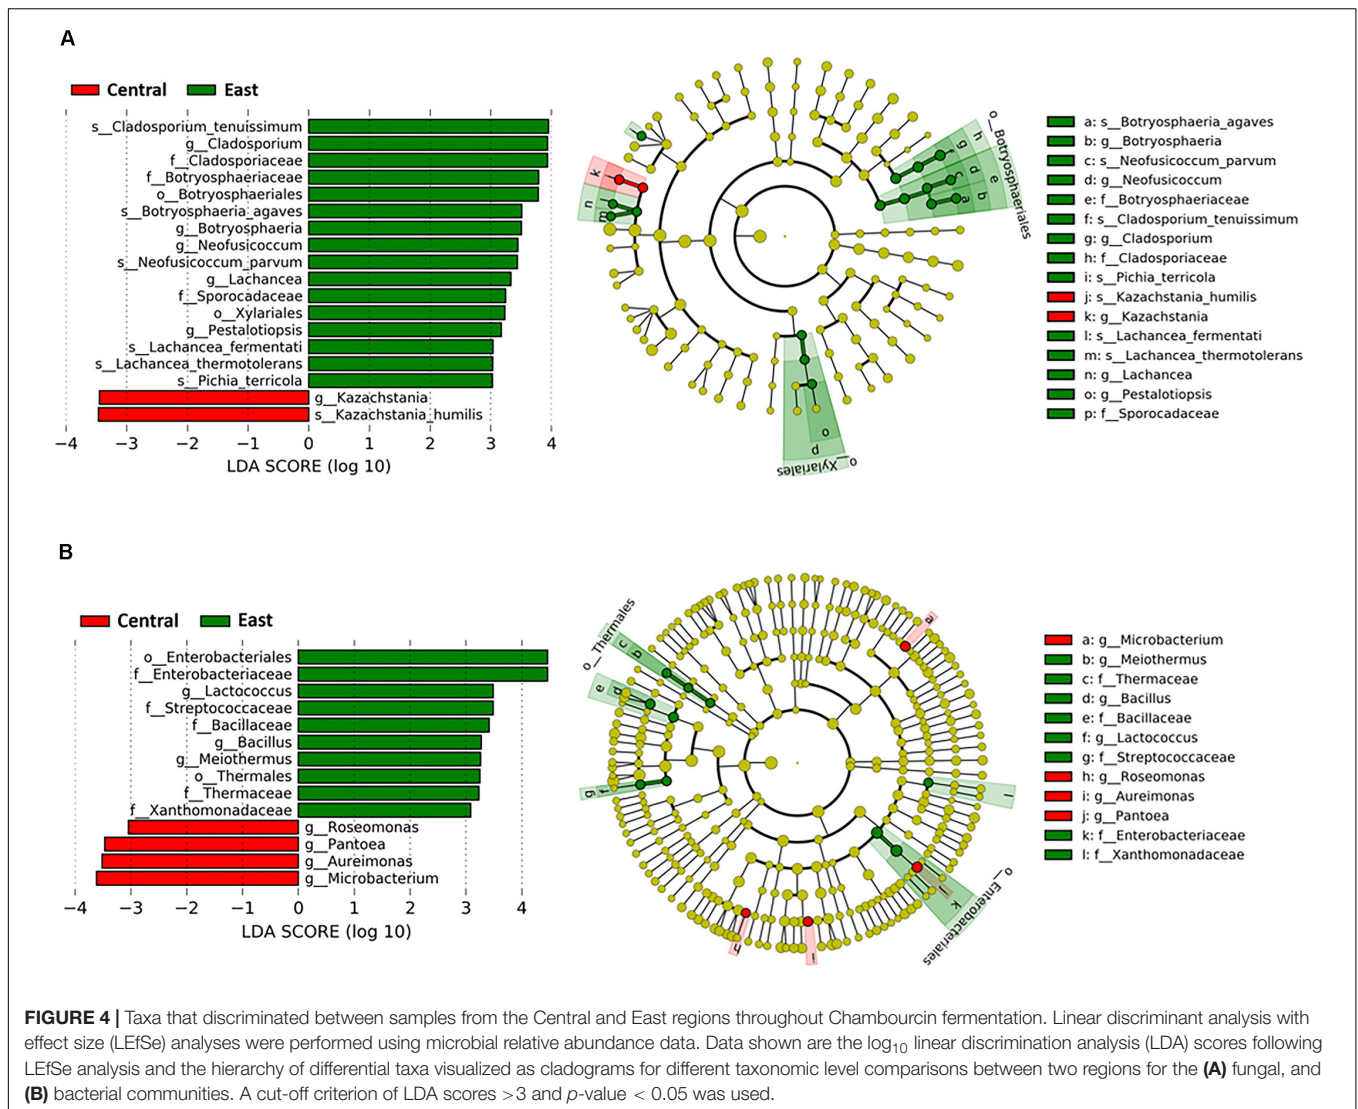 A
Central East
s__Cladosporium_tenuissimum
g__Cladosporium
f__Cladosporiaceae
f__Botryosphaeriaceae
o__Botryosphaeriales
s__Botryosphaeria_agaves
g__Botryosphaeria
g__Neofusicoccum
s__Neofusicoccum_parvum
g__Lachancea
f__Sporocadaceae
o__Xylariales
g__Pestalotiopsis
s__Lachancea_fermentati
s__Lachancea_thermotolerans
s__Pichia_terricola
g__Kazachstania
s__Kazachstania_humilis
−4 −3 −2 −1 0 1 2 3 4
LDA SCORE (log 10)
o__Botryosphaeriales
h
g
f
e
d
c
b
a
i
k
j
n
l
m
o
p
o__Xylariales
a: s__Botryosphaeria_agaves
b: g__Botryosphaeria
c: s__Neofusicoccum_parvum
d: g__Neofusicoccum
e: f__Botryosphaeriaceae
f: s__Cladosporium_tenuissimum
g: g__Cladosporium
h: f__Cladosporiaceae
i: s__Pichia_terricola
j: s__Kazachstania_humilis
k: g__Kazachstania
l: s__Lachancea_fermentati
m: s__Lachancea_thermotolerans
n: g__Lachancea
o: g__Pestalotiopsis
p: f__Sporocadaceae
B
Central East
o__Enterobacteriales
f__Enterobacteriaceae
g__Lactococcus
f__Streptococcaceae
f__Bacillaceae
g__Bacillus
g__Meiothermus
o__Thermales
f__Thermaceae
f__Xanthomonadaceae
g__Roseomonas
g__Pantoea
g__Aureimonas
g__Microbacterium
−4 −3 −2 −1 0 1 2 3 4
LDA SCORE (log 10)
o__Thermales
a
c
b
e
d
g
f
h
i
j
k
l
o__Enterobacteriales
a: g__Microbacterium
b: g__Meiothermus
c: f__Thermaceae
d: g__Bacillus
e: f__Bacillaceae
f: g__Lactococcus
g: f__Streptococcaceae
h: g__Roseomonas
i: g__Aureimonas
j: g__Pantoea
k: f__Enterobacteriaceae
l: f__Xanthomonadaceae
FIGURE 4 | Taxa that discriminated between samples from the Central and East regions throughout Chambourcin fermentation. Linear discriminant analysis with
effect size (LEfSe) analyses were performed using microbial relative abundance data. Data shown are the log10 linear discrimination analysis (LDA) scores following
LEfSe analysis and the hierarchy of differential taxa visualized as cladograms for different taxonomic level comparisons between two regions for the (A) fungal, and
(B) bacterial communities. A cut-off criterion of LDA scores >3 and p-value < 0.05 was used.